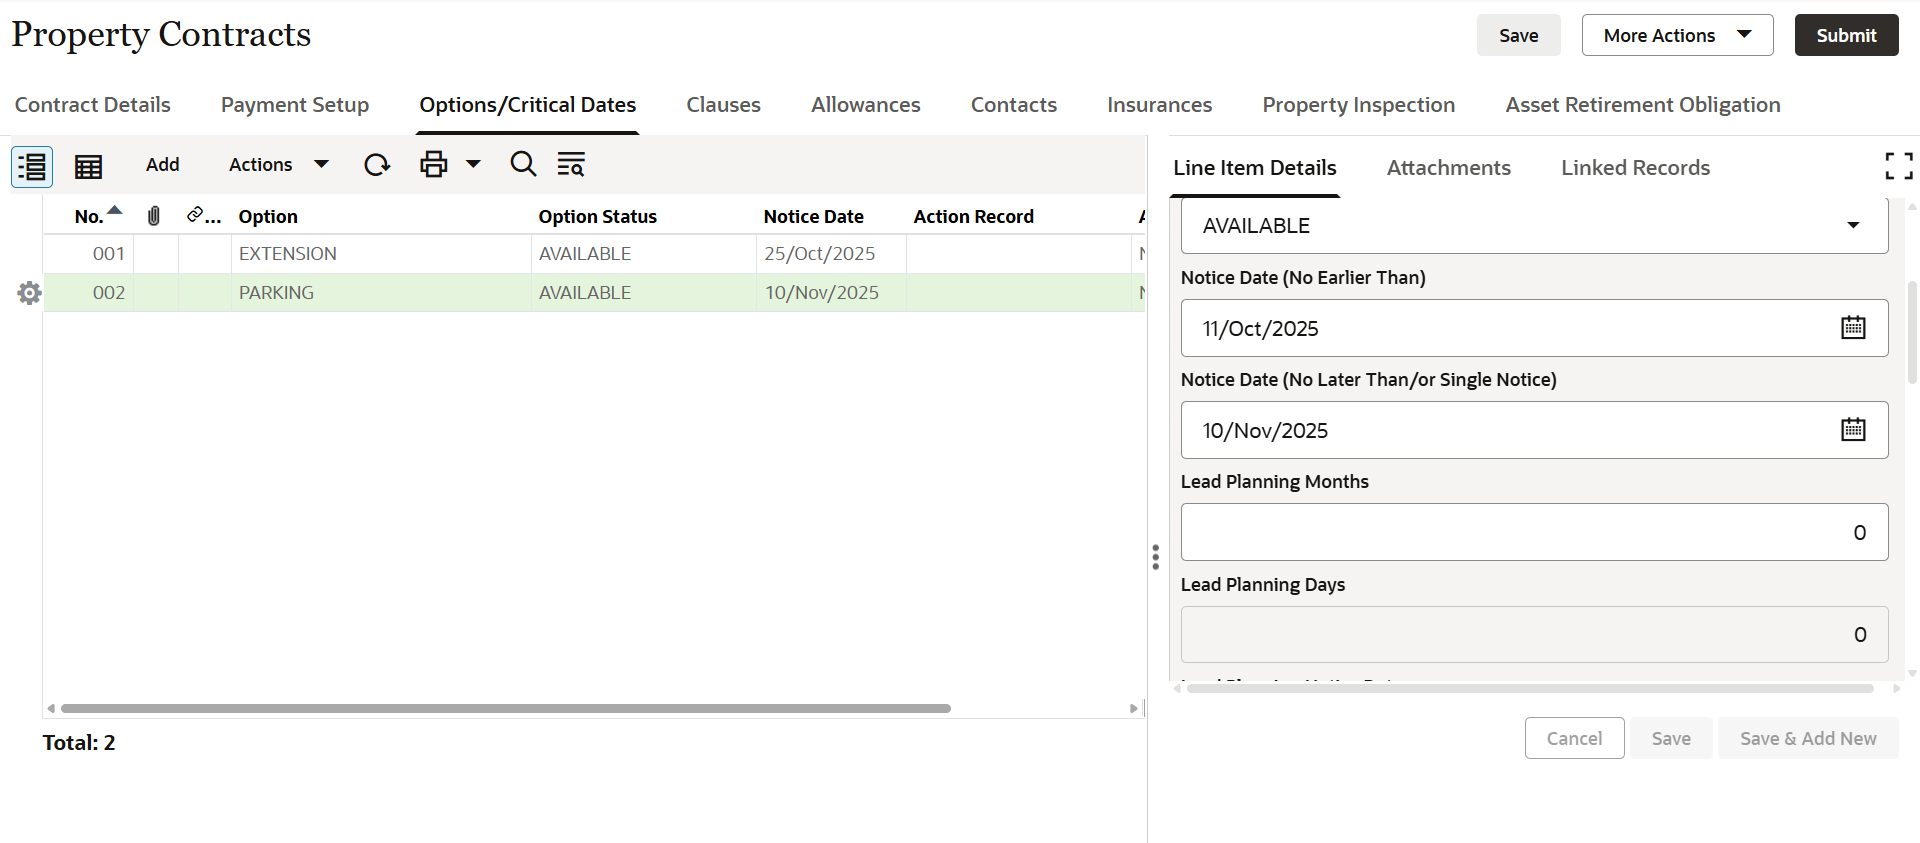 Property Contracts
Save
More Actions
Submit
Contract Details
Payment Setup
Options/Critical Dates
Clauses
Allowances
Contacts
Insurances
Property Inspection
Asset Retirement Obligation
Add
Actions
No.
...
Option
Option Status
Notice Date
Action Record
001
EXTENSION
AVAILABLE
25/Oct/2025
002
PARKING
AVAILABLE
10/Nov/2025
Total: 2
Line Item Details
Attachments
Linked Records
AVAILABLE
Notice Date (No Earlier Than)
11/Oct/2025
Notice Date (No Later Than/or Single Notice)
10/Nov/2025
Lead Planning Months
0
Lead Planning Days
0
Cancel
Save
Save & Add New